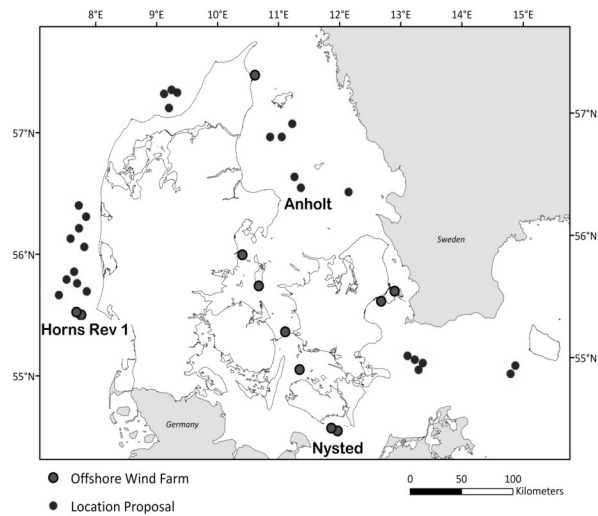 8°E 9°E 10°E 11°E 12°E 13°E 14°E 15°E
57°N 57°N
Anholt
56°N 56°N
Sweden
Horns Rev 1
55°N 55°N
Germany
Nysted
Offshore Wind Farm
0 50 100
Kilometers
Location Proposal